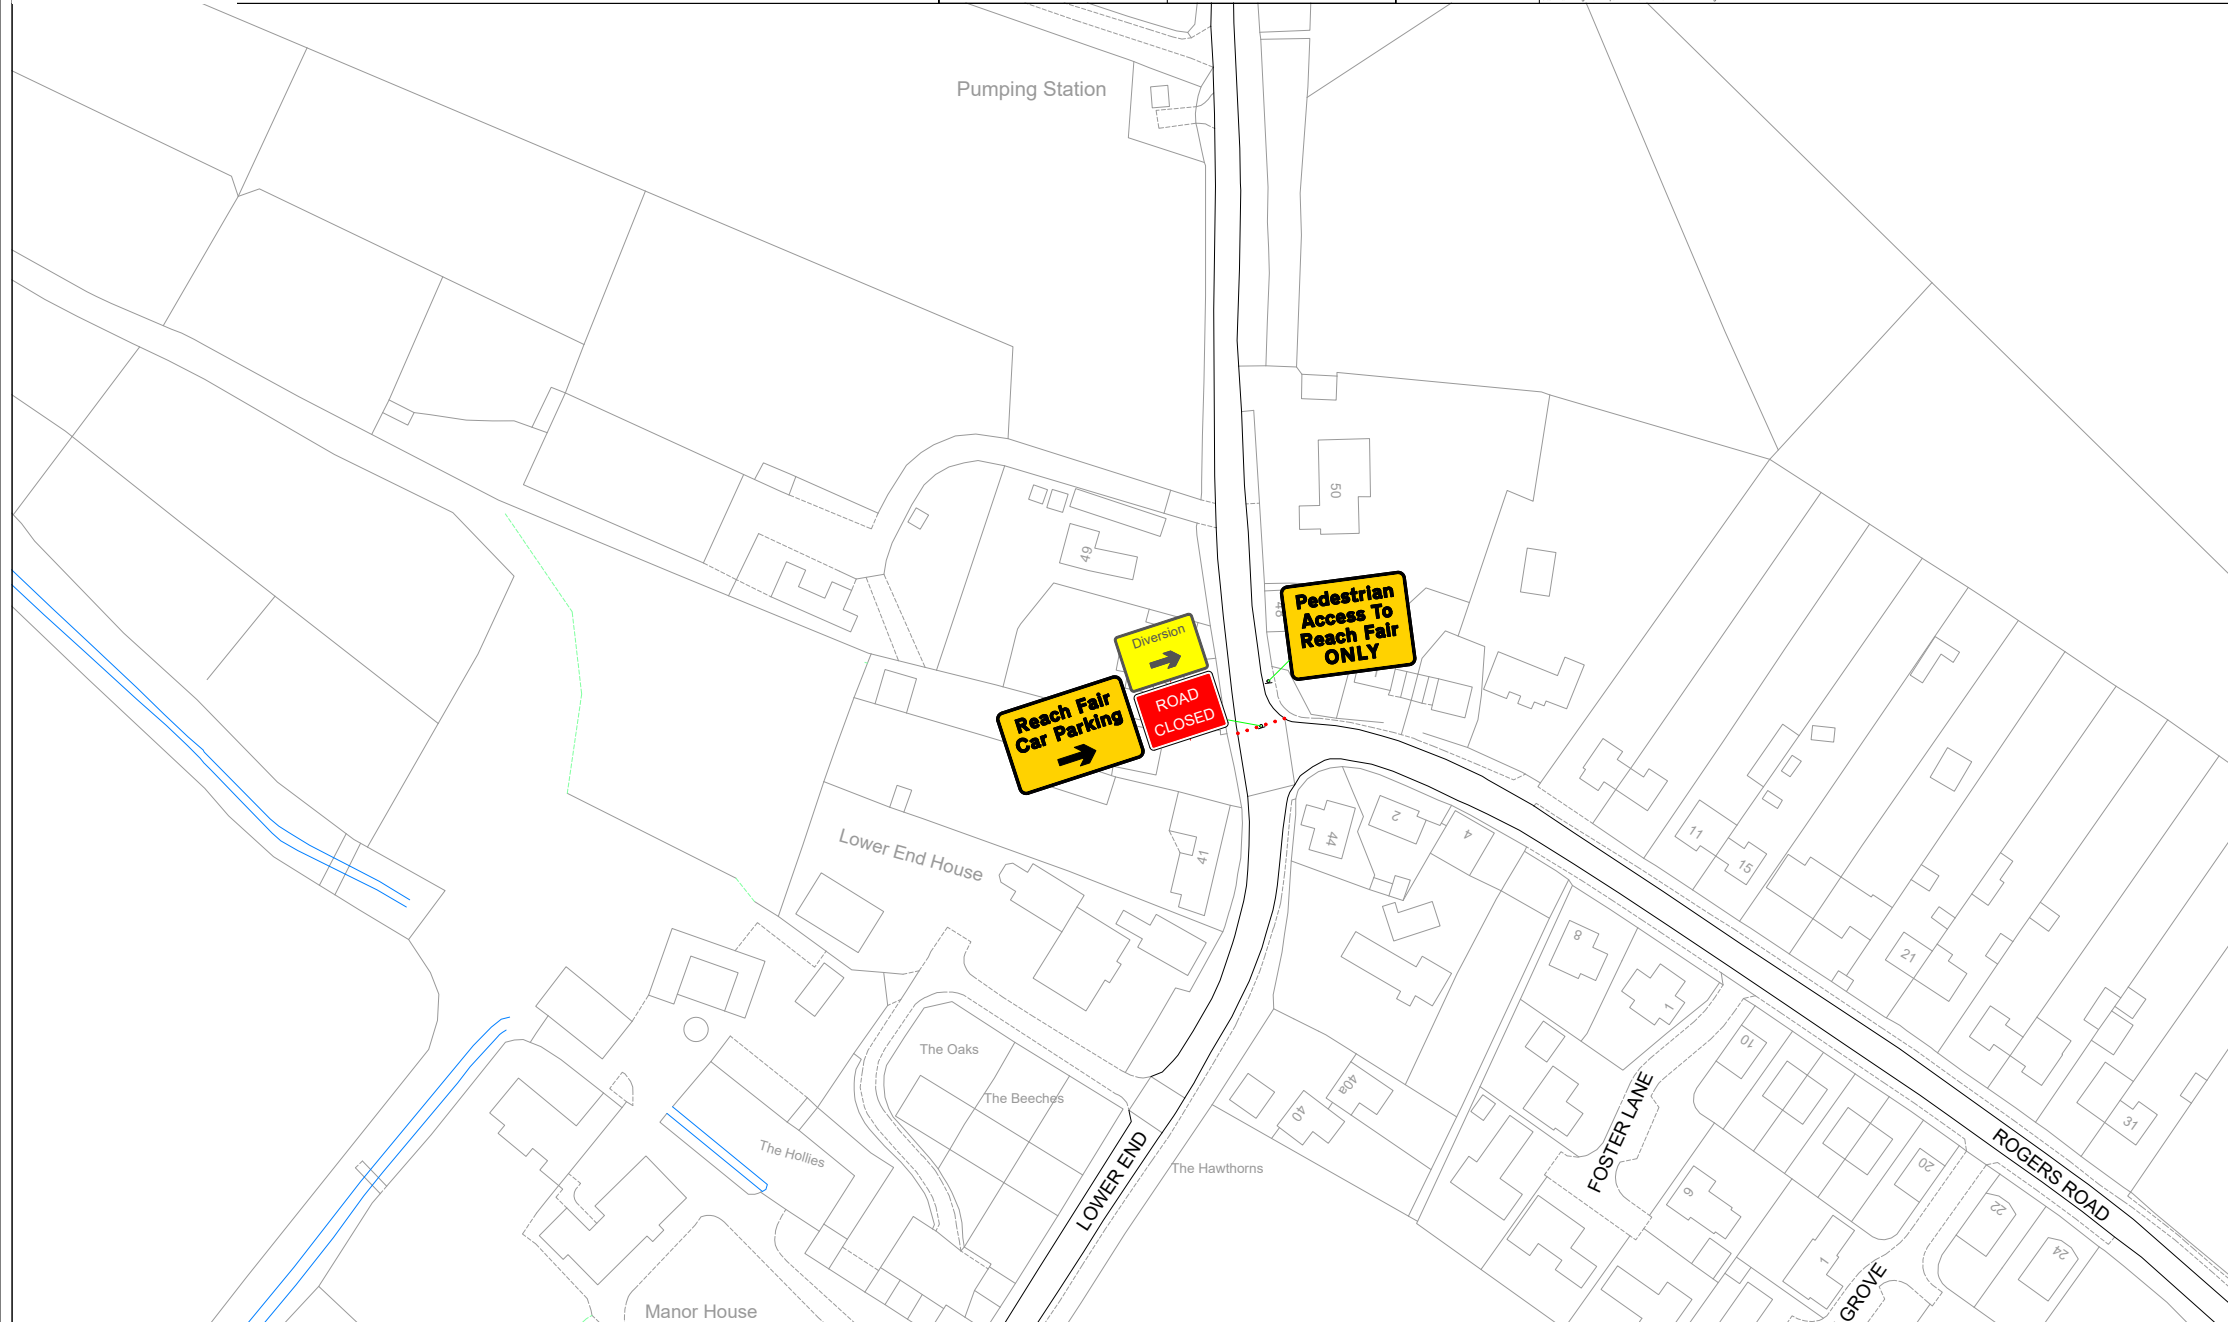 Pumping Station
50
49
48
Pedestrian
Access To
Reach Fair
ONLY
Diversion
ROAD
CLOSED
Reach Fair
Car Parking
Lower End House
41
44
2
4
11
15
21
31
8
1
10
The Oaks
The Beeches
The Hollies
The Hawthorns
40
40a
LOWER END
FOSTER LANE
ROGERS ROAD
20
22
24
9
1
GROVE
Manor House